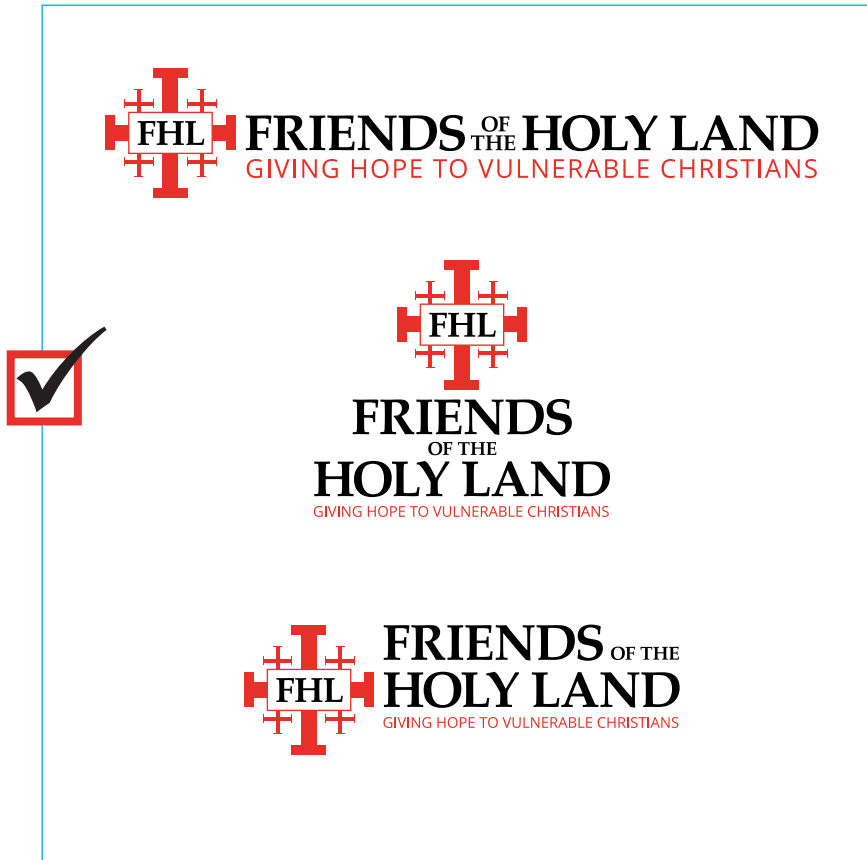 FHL FRIENDS OF THE HOLY LAND
GIVING HOPE TO VULNERABLE CHRISTIANS
FHL
FRIENDS
OF THE
HOLY LAND
GIVING HOPE TO VULNERABLE CHRISTIANS
FHL
FRIENDS OF THE
HOLY LAND
GIVING HOPE TO VULNERABLE CHRISTIANS